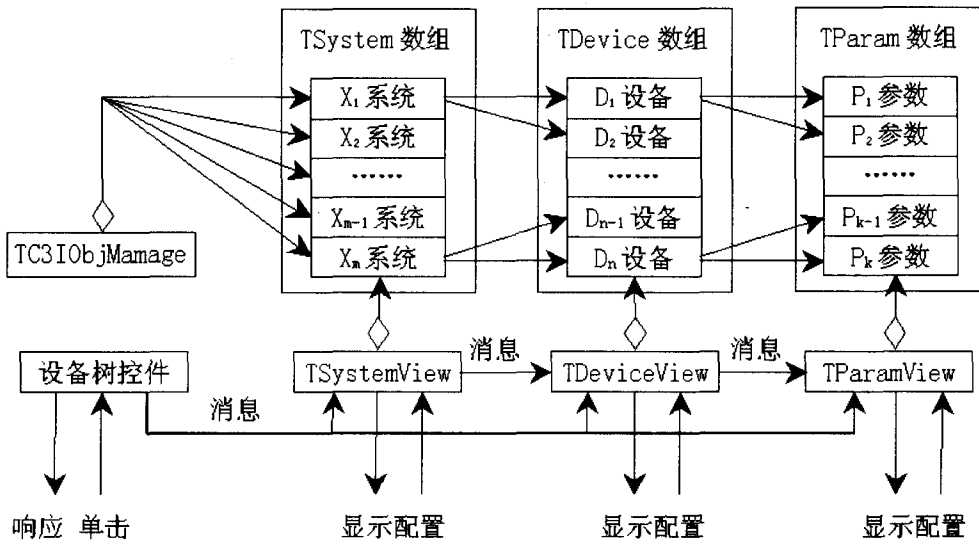 TSystem 数组
TDevice 数组
TParam 数组
X₁ 系统
D₁ 设备
P₁ 参数
X₂ 系统
D₂ 设备
P₂ 参数
……
……
……
Xₘ₋₁ 系统
Dₙ₋₁ 设备
Pₖ₋₁ 参数
TC3IObjMamage
Xₘ 系统
Dₙ 设备
Pₖ 参数
设备树控件
TSystemView
消息
TDeviceView
消息
TParamView
消息
响应 单击
显示配置
显示配置
显示配置